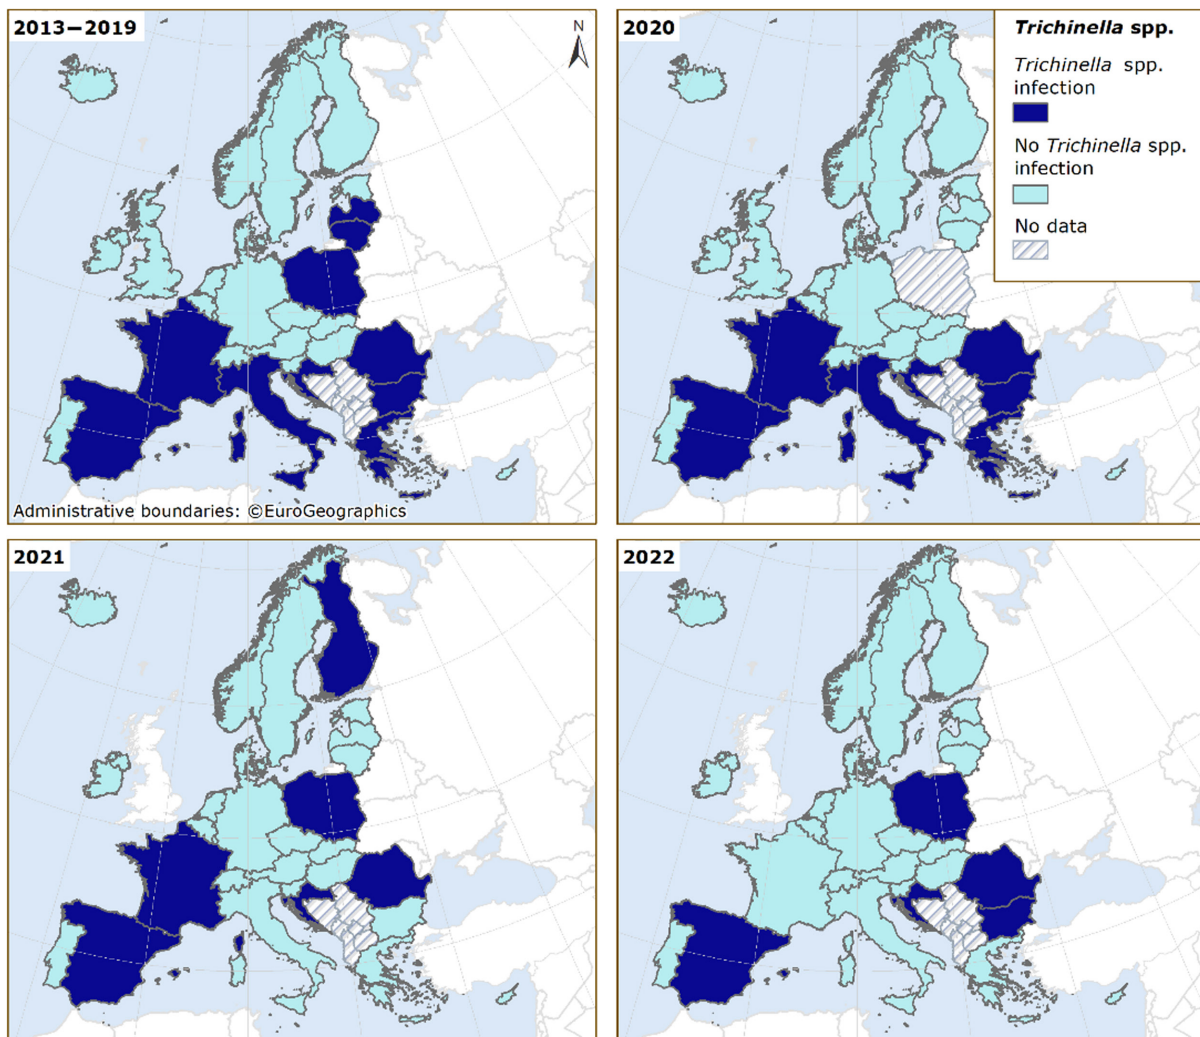 2013−2019
N
Administrative boundaries: ©EuroGeographics
2020
Trichinella spp.
Trichinella spp.
infection
No Trichinella spp.
infection
No data
2021
2022